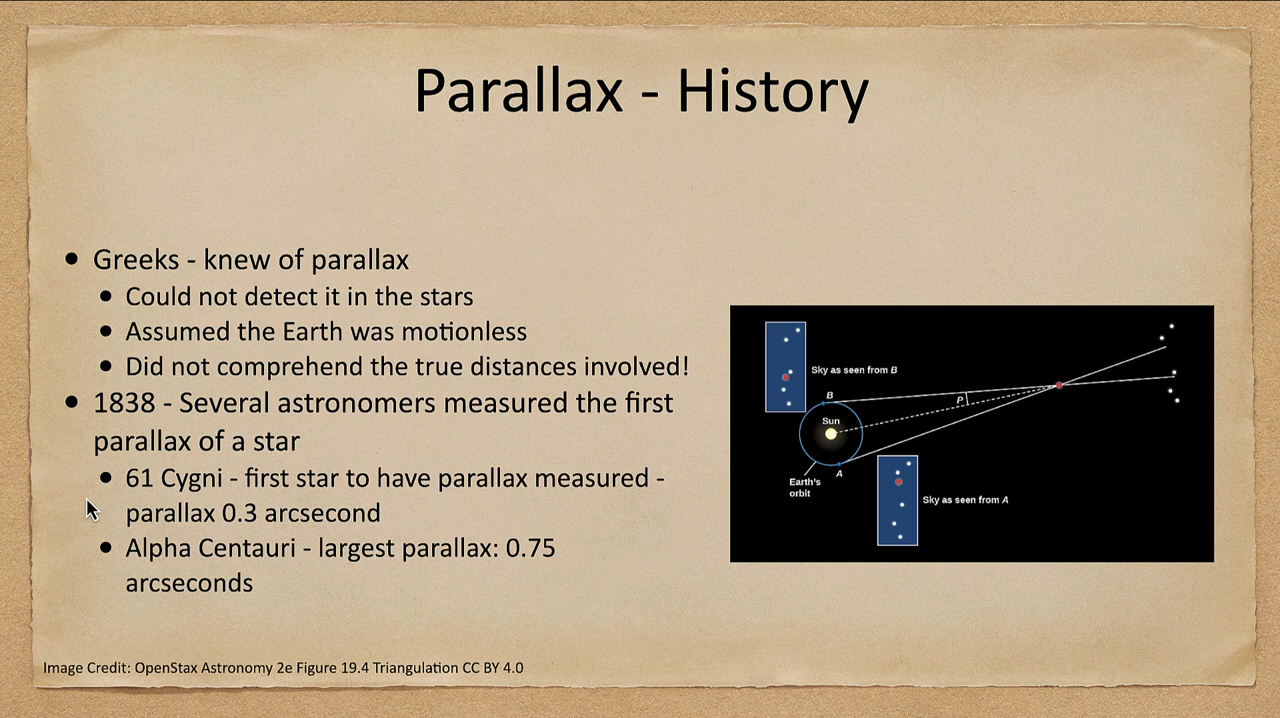 Parallax - History
• Greeks - knew of parallax
• Could not detect it in the stars
• Assumed the Earth was motionless
• Did not comprehend the true distances involved!
• 1838 - Several astronomers measured the first
parallax of a star
• 61 Cygni - first star to have parallax measured -
parallax 0.3 arcsecond
• Alpha Centauri - largest parallax: 0.75
arcseconds
Sky as seen from B
B
P
Sun
A
Earth's
orbit
Sky as seen from A
Image Credit: OpenStax Astronomy 2e Figure 19.4 Triangulation CC BY 4.0